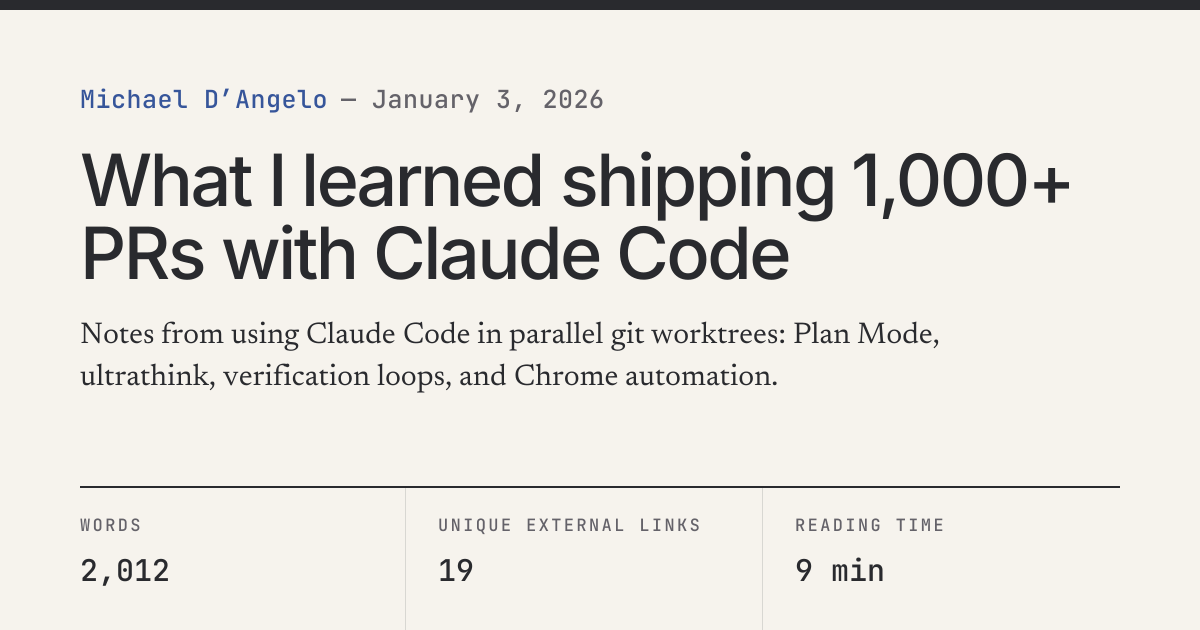 Michael D’Angelo — January 3, 2026
What I learned shipping 1,000+
PRs with Claude Code
Notes from using Claude Code in parallel git worktrees: Plan Mode,
ultrathink, verification loops, and Chrome automation.
WORDS
2,012
UNIQUE EXTERNAL LINKS
19
READING TIME
9 min